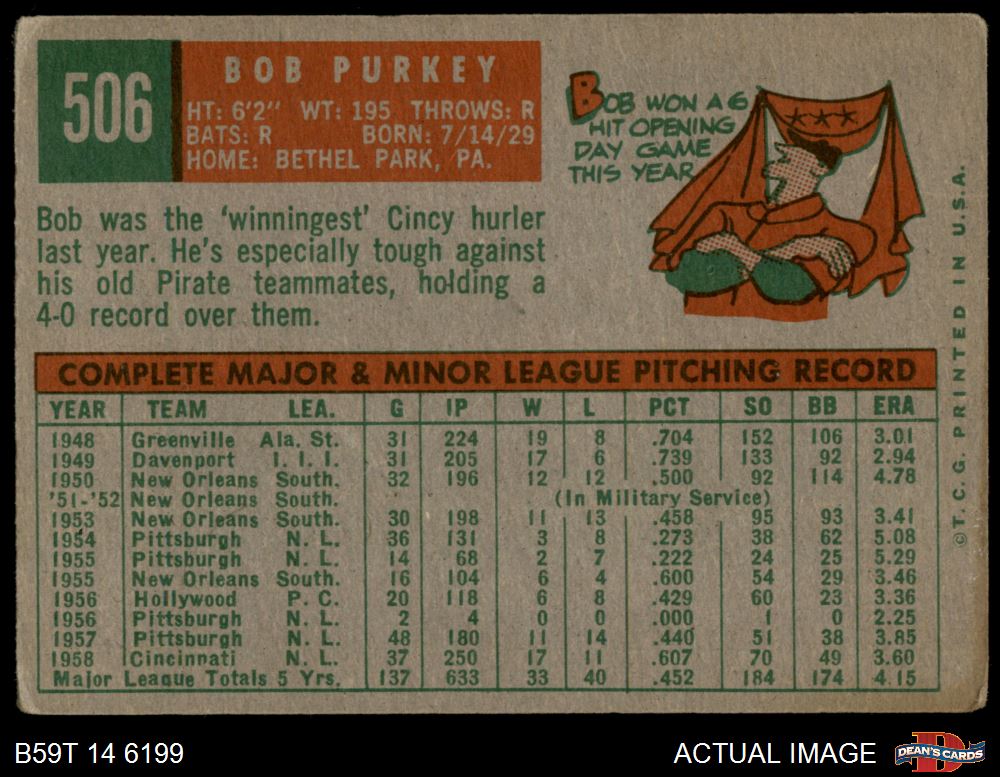 506
BOB PURKEY
HT: 6'2" WT: 195 THROWS: R
BATS: R BORN: 7/14/29
HOME: BETHEL PARK, PA.
BOB WON A 6
HIT OPENING
DAY GAME
THIS YEAR
Bob was the 'winningest' Cincy hurler
last year. He's especially tough against
his old Pirate teammates, holding a
4-0 record over them.
COMPLETE MAJOR & MINOR LEAGUE PITCHING RECORD
YEAR TEAM LEA. G IP W L PCT SO BB ERA
1948 Greenville Ala. St. 31 224 19 8 .704 152 106 3.01
1949 Davenport I. I. I. 31 205 17 6 .739 133 92 2.94
1950 New Orleans South. 32 196 12 12 .500 92 114 4.78
'51-'52 New Orleans South. (In Military Service)
1953 New Orleans South. 30 198 11 13 .458 95 93 3.41
1954 Pittsburgh N. L. 36 131 3 8 .273 38 62 5.08
1955 Pittsburgh N. L. 14 68 2 7 .222 24 25 5.29
1955 New Orleans South. 16 104 6 4 .600 54 29 3.46
1956 Hollywood P. C. 20 118 6 8 .429 60 23 3.36
1956 Pittsburgh N. L. 2 4 0 0 .000 1 0 2.25
1957 Pittsburgh N. L. 48 180 11 14 .440 51 38 3.85
1958 Cincinnati N. L. 37 250 17 11 .607 70 49 3.60
Major League Totals 5 Yrs. 137 633 33 40 .452 184 174 4.15
©T. C. G. PRINTED IN U.S.A.
B59T 14 6199
ACTUAL IMAGE
D
DEAN'S CARDS